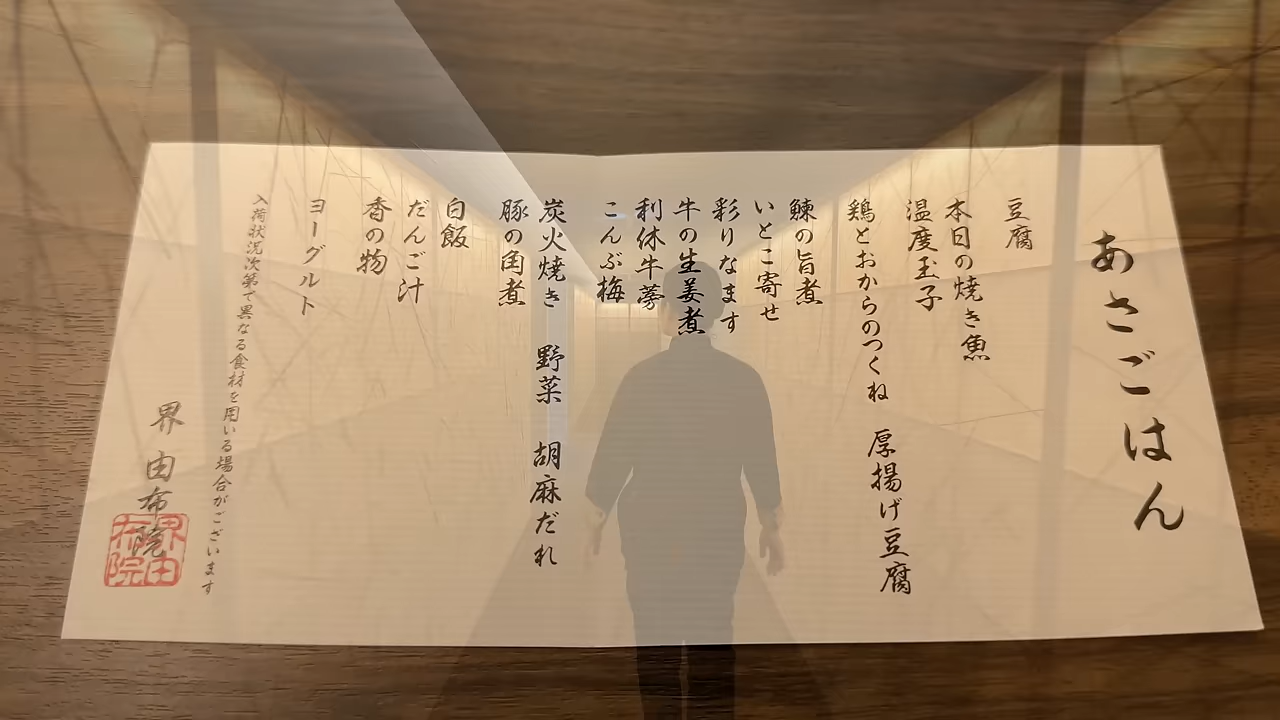 あさごはん
豆腐
本日の焼き魚
温度玉子
鶏とおからのつくね　厚揚げ豆腐
鰊の旨煮
いとこ寄せ
彩りなます
牛の生姜煮
利休牛蒡
こんぶ梅
炭火焼き　野菜　胡麻だれ
豚の角煮
白飯
だんご汁
香の物
ヨーグルト
入荷状況次第で異なる食材を用いる場合がございます
界　由布院
界由布院